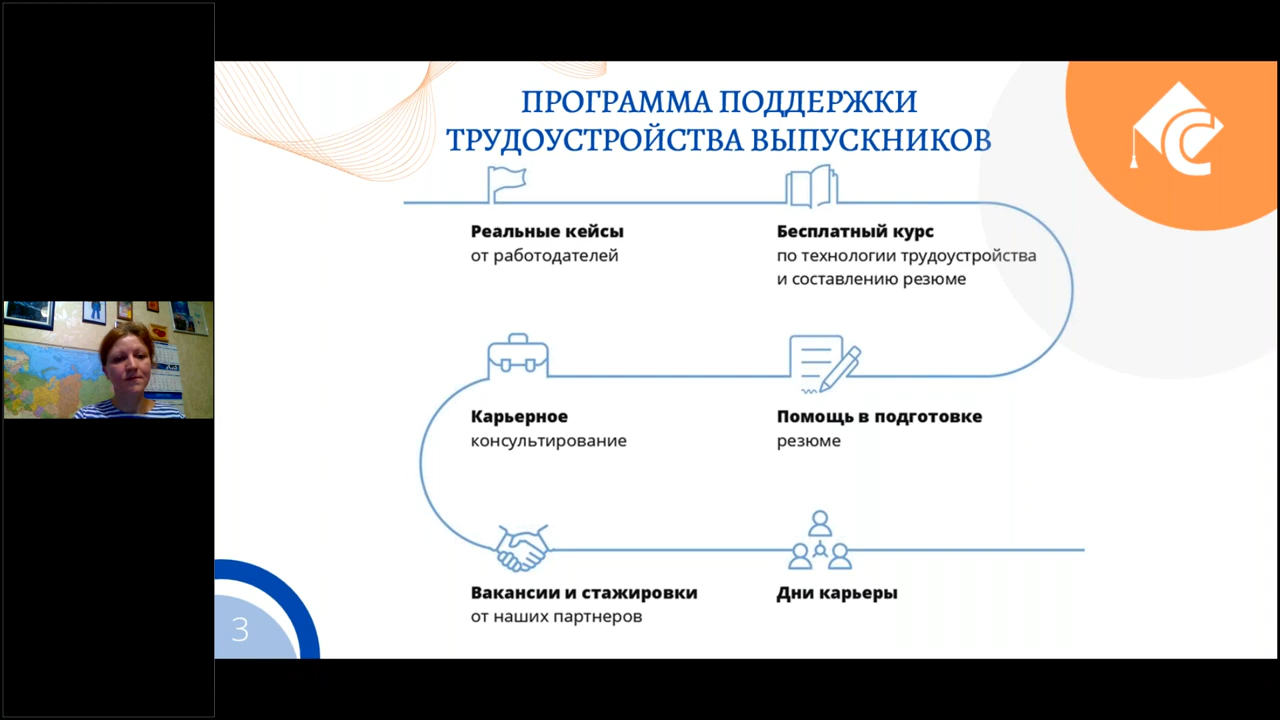 ПРОГРАММА ПОДДЕРЖКИ
ТРУДОУСТРОЙСТВА ВЫПУСКНИКОВ
Реальные кейсы
от работодателей
Бесплатный курс
по технологии трудоустройства
и составлению резюме
Карьерное
консультирование
Помощь в подготовке
резюме
Вакансии и стажировки
от наших партнеров
Дни карьеры
3